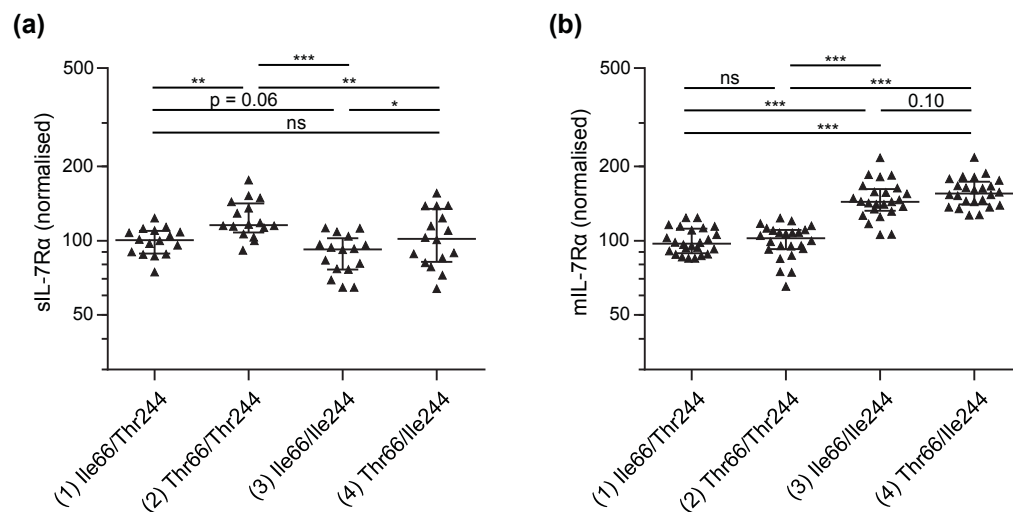 (a)
500
200
100
50
sIL-7Rα (normalised)
***
**
**
p = 0.06
*
ns
(1) Ile66/Thr244
(2) Thr66/Thr244
(3) Ile66/Ile244
(4) Thr66/Ile244
(b)
500
200
100
50
mIL-7Rα (normalised)
***
ns
***
***
0.10
***
(1) Ile66/Thr244
(2) Thr66/Thr244
(3) Ile66/Ile244
(4) Thr66/Ile244